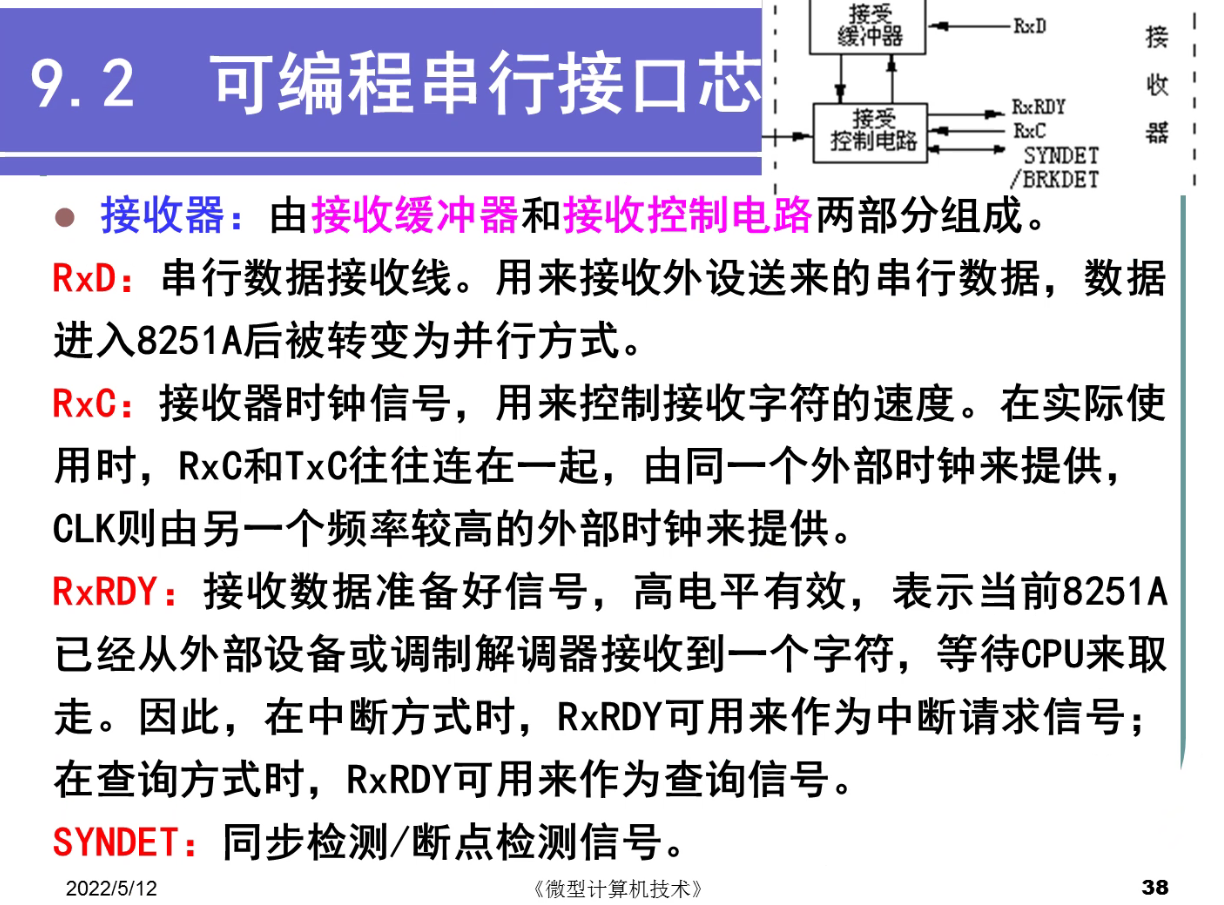 9.2 可编程串行接口芯
接受
缓冲器
RxD
接
收
器
接受
控制电路
RxRDY
RxC
SYNDET
/BRKDET
● 接收器：由接收缓冲器和接收控制电路两部分组成。
RxD：串行数据接收线。用来接收外设送来的串行数据，数据
进入8251A后被转变为并行方式。
RxC：接收器时钟信号，用来控制接收字符的速度。在实际使
用时，RxC和TxC往往连在一起，由同一个外部时钟来提供，
CLK则由另一个频率较高的外部时钟来提供。
RxRDY：接收数据准备好信号，高电平有效，表示当前8251A
已经从外部设备或调制解调器接收到一个字符，等待CPU来取
走。因此，在中断方式时，RxRDY可用来作为中断请求信号；
在查询方式时，RxRDY可用来作为查询信号。
SYNDET：同步检测/断点检测信号。
2022/5/12
《微型计算机技术》
38